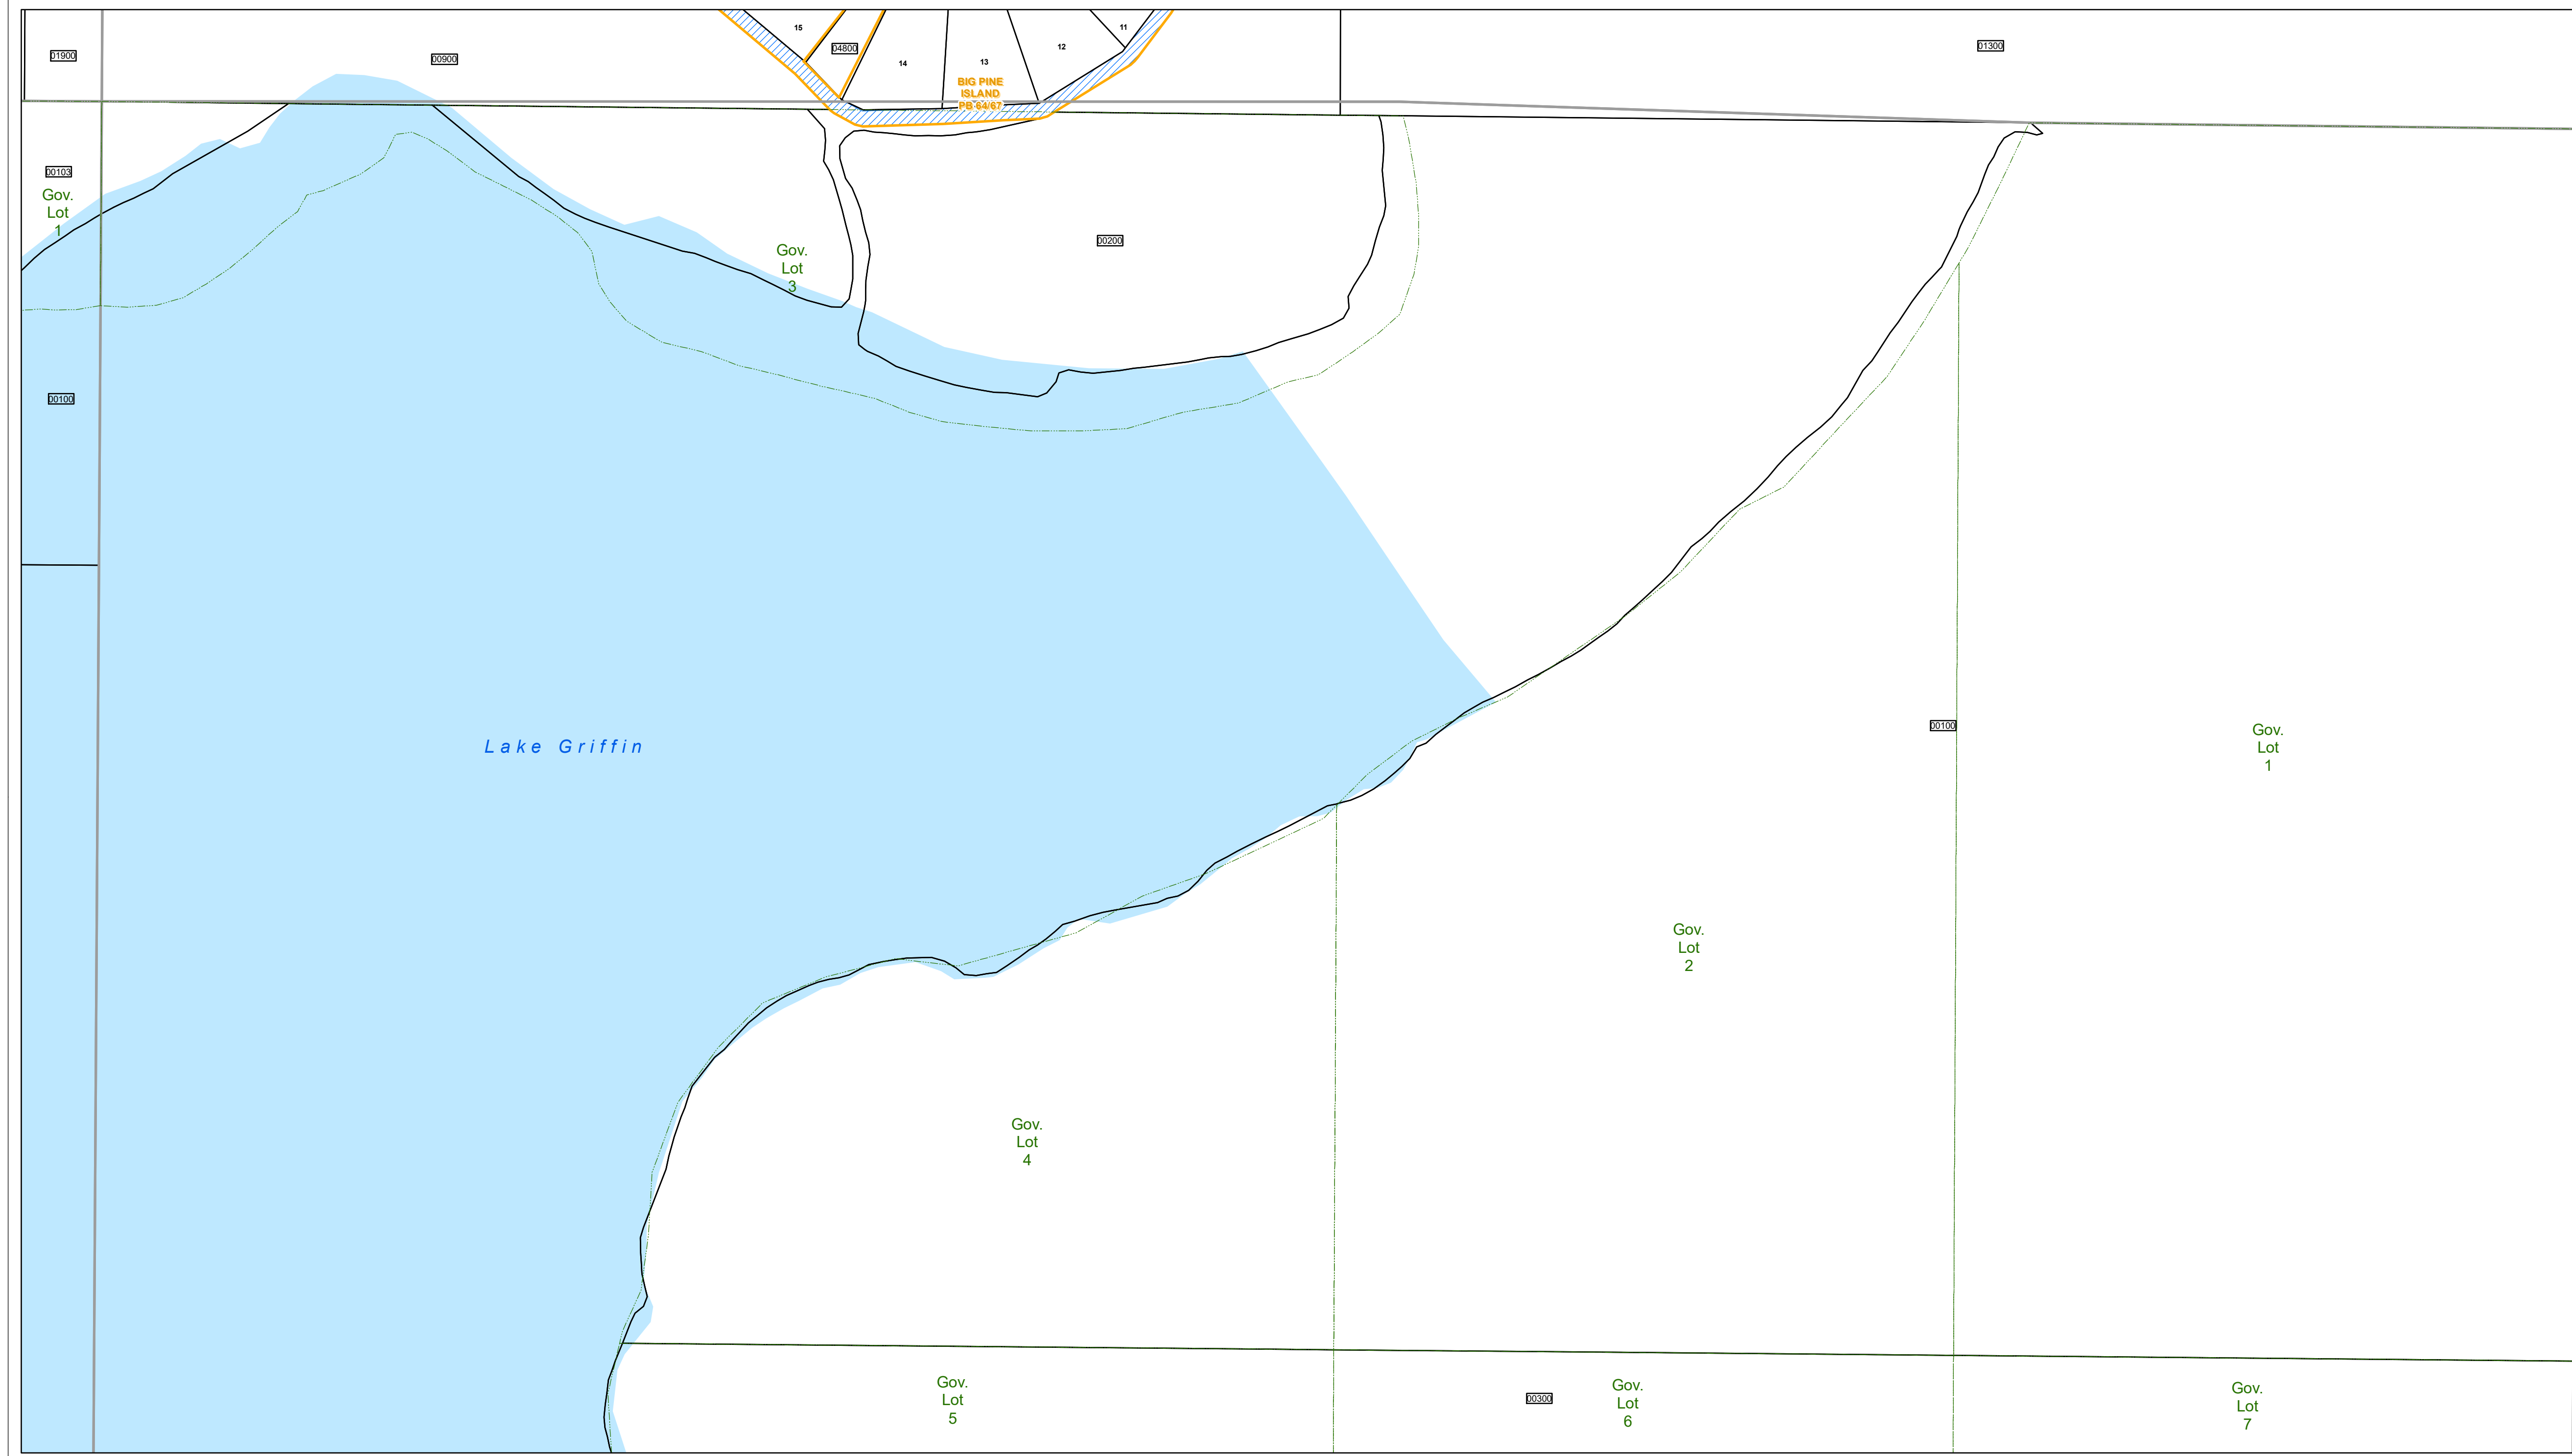 15
11
01900
00900
04800
12
01300
14
13
BIG PINE
ISLAND
PB 64/67
00103
Gov.
Lot
1
Gov.
Lot
3
00200
00100
Lake Griffin
00100
Gov.
Lot
1
Gov.
Lot
2
Gov.
Lot
4
Gov.
Lot
5
00300
Gov.
Lot
6
Gov.
Lot
7